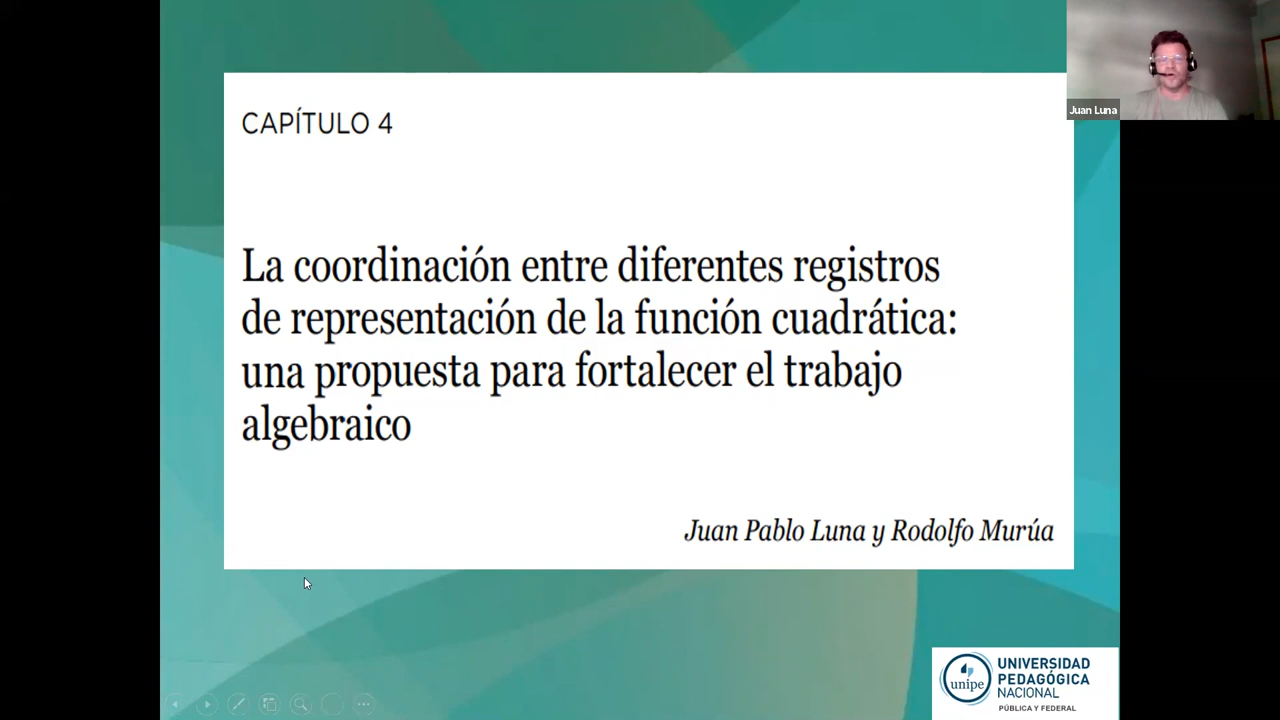 CAPÍTULO 4
La coordinación entre diferentes registros
de representación de la función cuadrática:
una propuesta para fortalecer el trabajo
algebraico
Juan Pablo Luna y Rodolfo Murúa
Juan Luna
unipe
UNIVERSIDAD
PEDAGÓGICA
NACIONAL
PÚBLICA Y FEDERAL